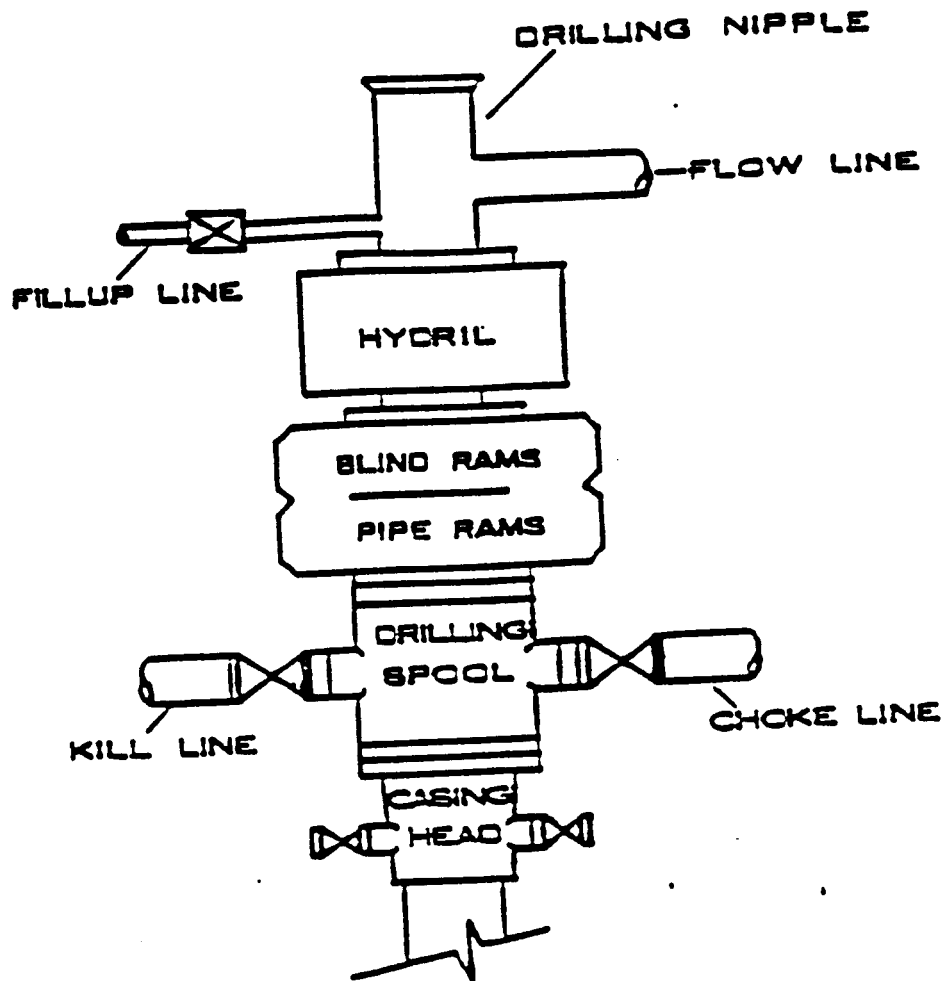 DRILLING NIPPLE
FLOW LINE
FILLUP LINE
HYDRIL
BLIND RAMS
PIPE RAMS
DRILLING
SPOOL
KILL LINE
CHOKE LINE
CASING
HEAD